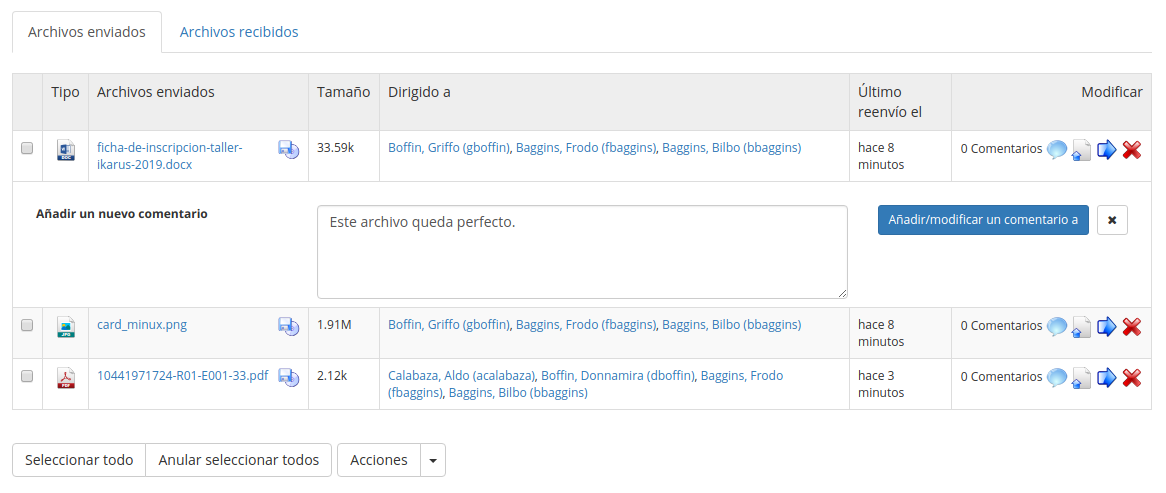 Archivos enviados Archivos recibidos
Tipo Archivos enviados Tamaño Dirigido a Último Modificar
reenvío el
ficha-de-inscripcion-taller- 33.59k Boffin, Griffo (gboffin), Baggins, Frodo (fbaggins), Baggins, Bilbo (bbaggins) hace 8 0 Comentarios
DOC ikarus-2019.docx minutos
Añadir un nuevo comentario Este archivo queda perfecto. Añadir/modificar un comentario a
card_minux.png 1.91M Boffin, Griffo (gboffin), Baggins, Frodo (fbaggins), Baggins, Bilbo (bbaggins) hace 8 0 Comentarios
JPG minutos
10441971724-R01-E001-33.pdf 2.12k Calabaza, Aldo (acalabaza), Boffin, Donnamira (dboffin), Baggins, Frodo hace 3 0 Comentarios
PDF (fbaggins), Baggins, Bilbo (bbaggins) minutos
Seleccionar todo Anular seleccionar todos Acciones